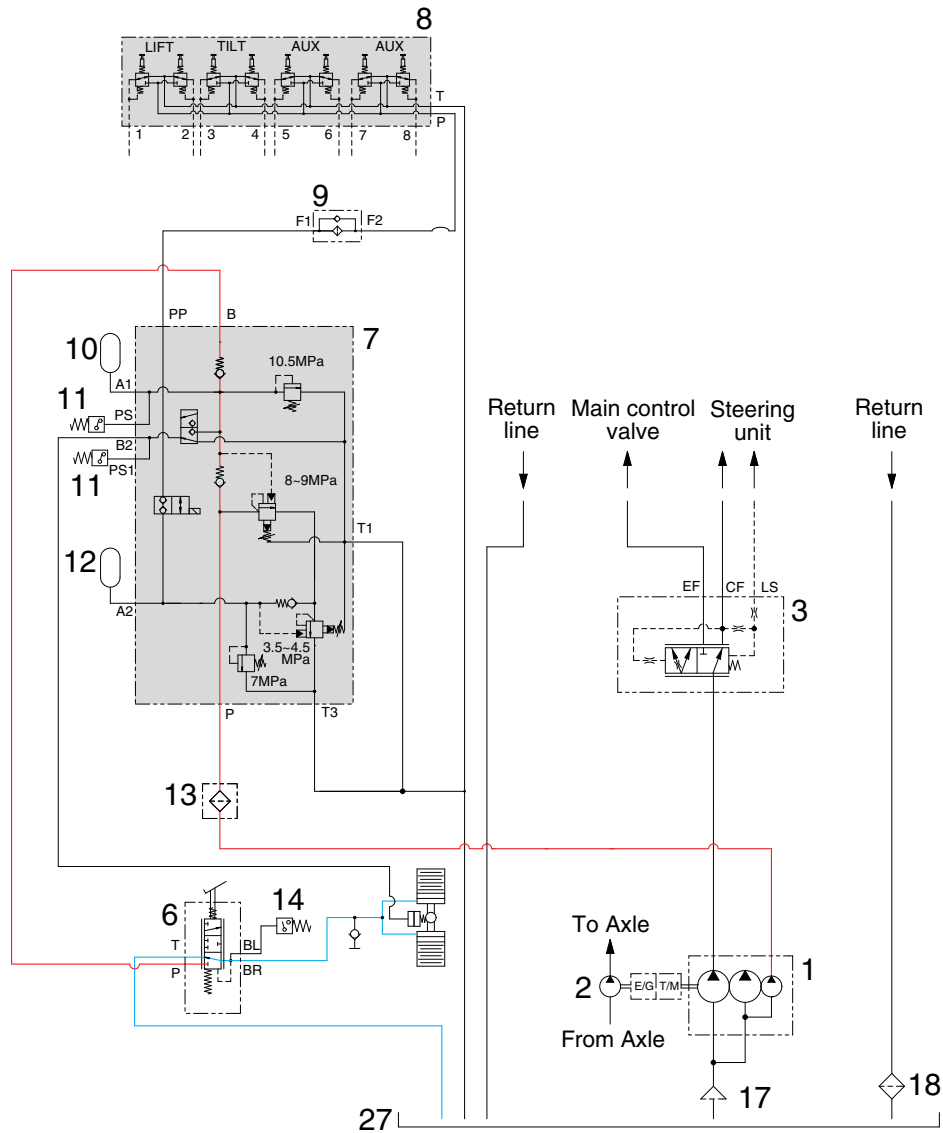 8
LIFT TILT AUX AUX
T
P
1 2 3 4 5 6 7 8
9
F1 F2
PP B
7
10
10.5MPa
A1
11
PS
B2
PS1
11
8~9MPa
T1
12
A2
3.5~4.5
MPa
7MPa
P T3
Return
line
Main control
valve
Steering
unit
Return
line
EF CF LS
3
13
6
14
T
P
BL
BR
To Axle
2
E/G T/M
1
From Axle
17
18
27